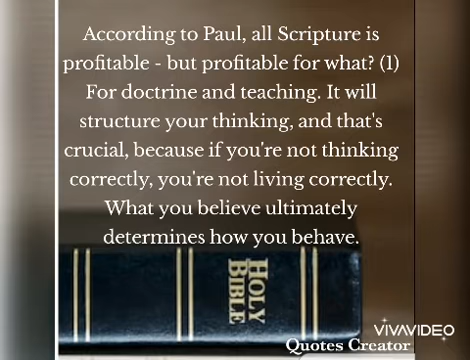 According to Paul, all Scripture is
profitable - but profitable for what? (1)
For doctrine and teaching. It will
structure your thinking, and that's
crucial, because if you're not thinking
correctly, you're not living correctly.
What you believe ultimately
determines how you behave.
HOLY
BIBLE
VIVAVIDEO
Quotes Creator